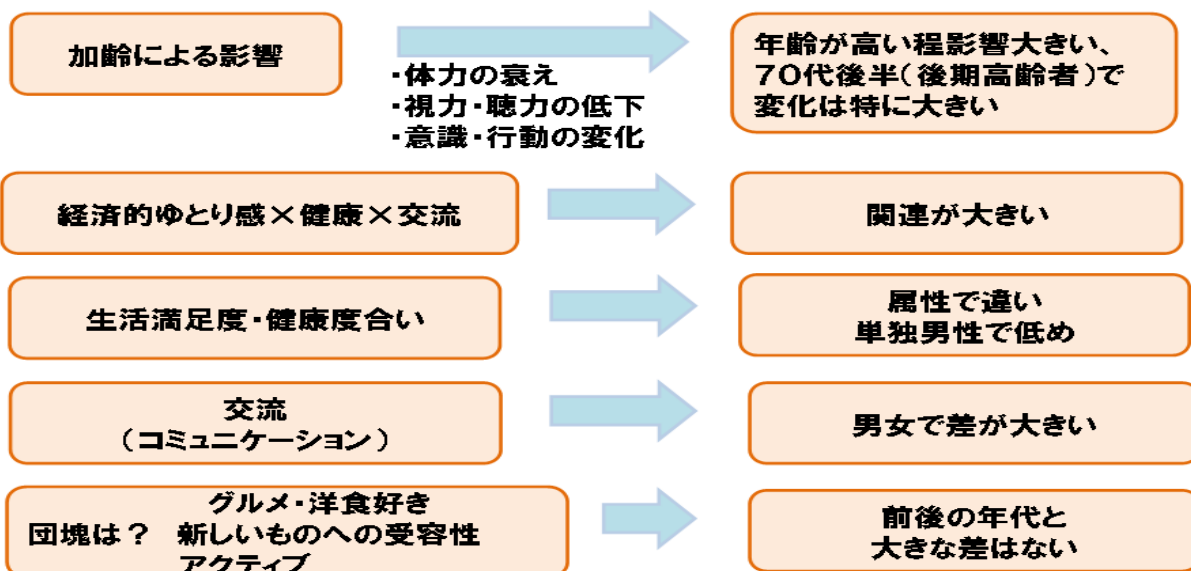 加齢による影響
・体力の衰え
・視力・聴力の低下
・意識・行動の変化
年齢が高い程影響大きい、
70代後半(後期高齢者)で
変化は特に大きい
経済的ゆとり感×健康×交流
関連が大きい
生活満足度・健康度合い
属性で違い
単独男性で低め
交流
(コミュニケーション)
男女で差が大きい
グルメ・洋食好き
団塊は? 新しいものへの受容性
アクティブ
前後の年代と
大きな差はない